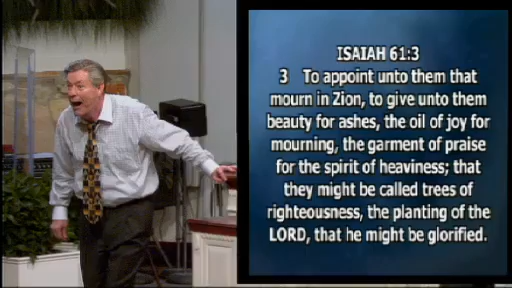 ISAIAH 61:3
3 To appoint unto them that
mourn in Zion, to give unto them
beauty for ashes, the oil of joy for
mourning, the garment of praise
for the spirit of heaviness; that
they might be called trees of
righteousness, the planting of the
LORD, that he might be glorified.